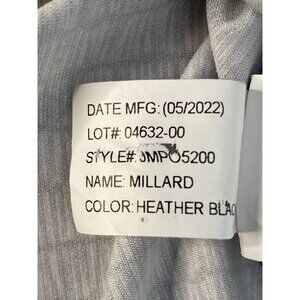 DATE MFG: (05/2022)
LOT#: 04632-00
STYLE#: JMPO5200
NAME: MILLARD
COLOR: HEATHER BLAC